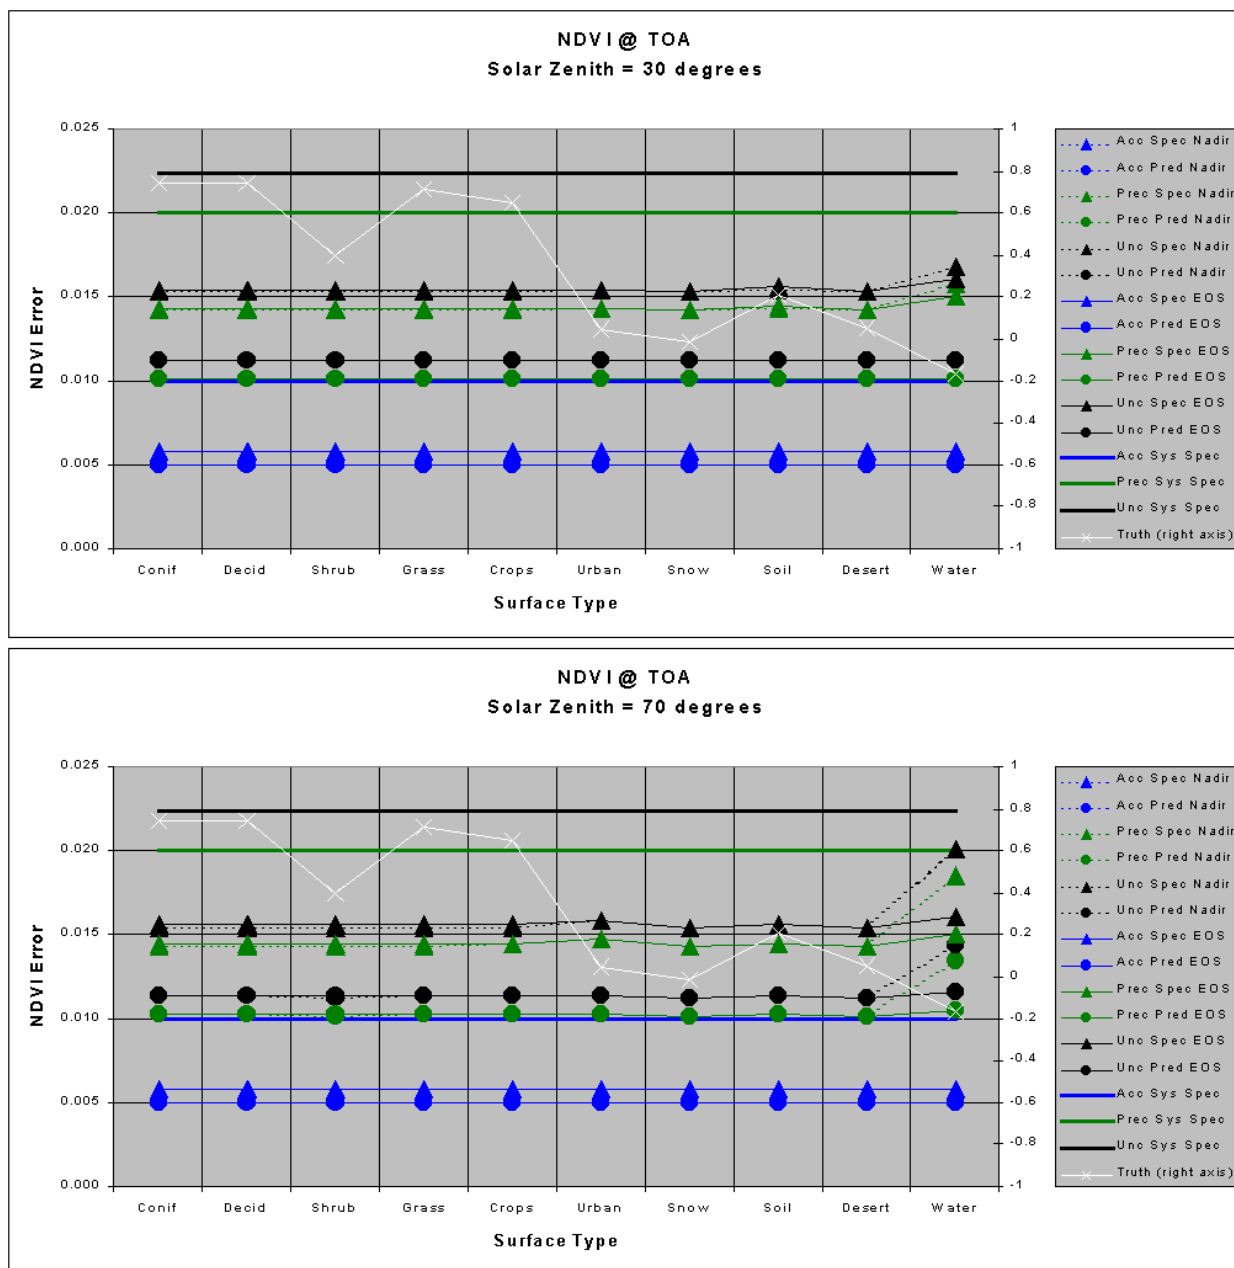 NDVI @ TOA
Solar Zenith = 30 degrees
NDVI Error
0.025
0.020
0.015
0.010
0.005
0.000
1
0.8
0.6
0.4
0.2
0
-0.2
-0.4
-0.6
-0.8
-1
Conif Decid Shrub Grass Crops Urban Snow Soil Desert Water
Surface Type
Acc Spec Nadir
Acc Pred Nadir
Prec Spec Nadir
Prec Pred Nadir
Unc Spec Nadir
Unc Pred Nadir
Acc Spec EOS
Acc Pred EOS
Prec Spec EOS
Prec Pred EOS
Unc Spec EOS
Unc Pred EOS
Acc Sys Spec
Prec Sys Spec
Unc Sys Spec
Truth (right axis)
NDVI @ TOA
Solar Zenith = 70 degrees
NDVI Error
0.025
0.020
0.015
0.010
0.005
0.000
1
0.8
0.6
0.4
0.2
0
-0.2
-0.4
-0.6
-0.8
-1
Conif Decid Shrub Grass Crops Urban Snow Soil Desert Water
Surface Type
Acc Spec Nadir
Acc Pred Nadir
Prec Spec Nadir
Prec Pred Nadir
Unc Spec Nadir
Unc Pred Nadir
Acc Spec EOS
Acc Pred EOS
Prec Spec EOS
Prec Pred EOS
Unc Spec EOS
Unc Pred EOS
Acc Sys Spec
Prec Sys Spec
Unc Sys Spec
Truth (right axis)